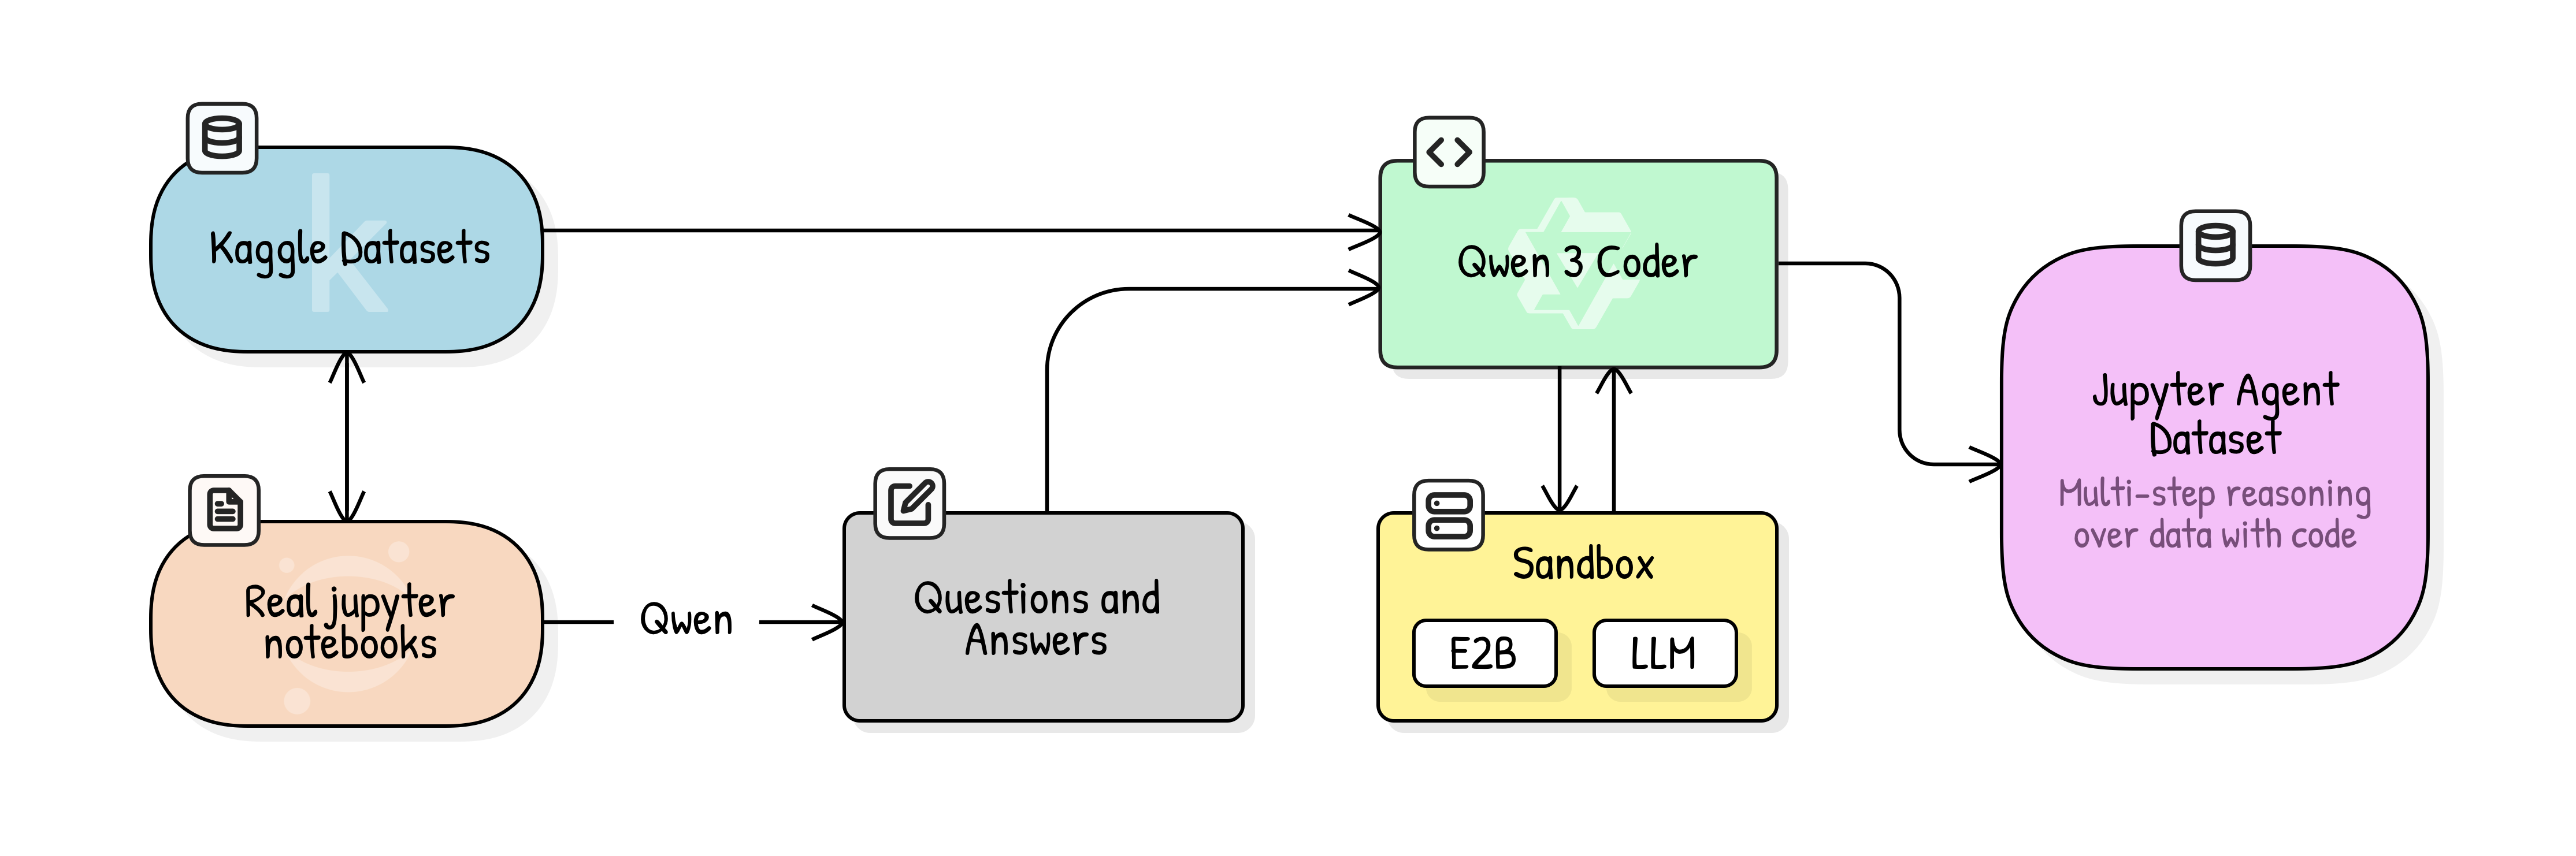 Kaggle Datasets
Real jupyter
notebooks
Qwen
Questions and
Answers
Qwen 3 Coder
Sandbox
E2B
LLM
Jupyter Agent
Dataset
Multi-step reasoning
over data with code